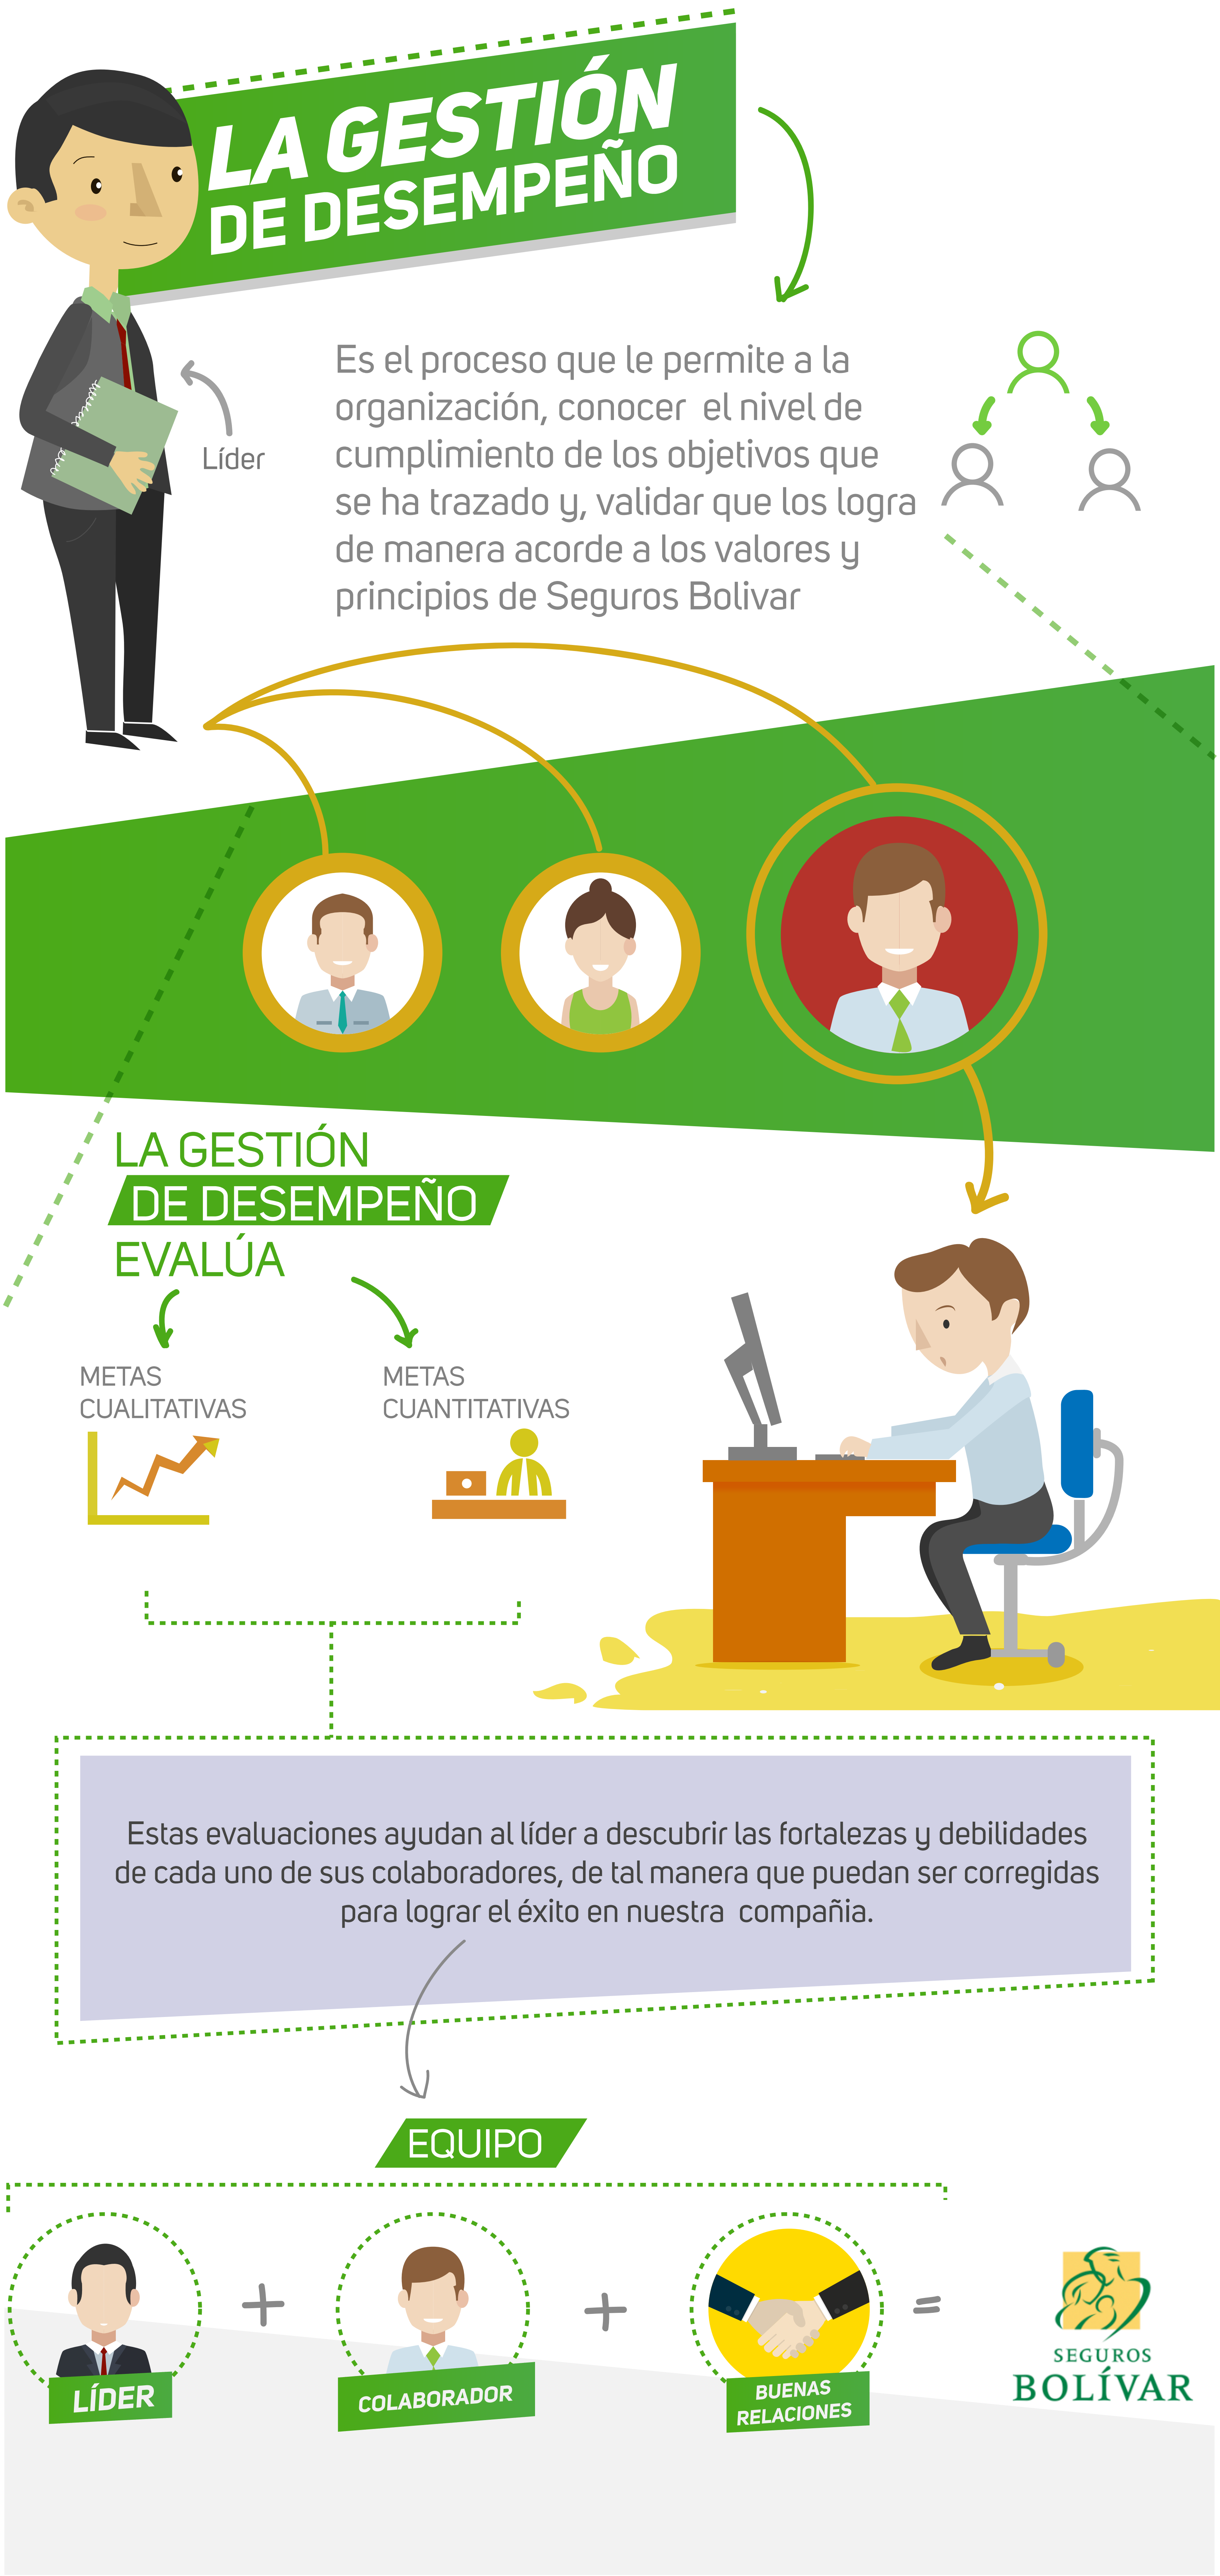 LA GESTIÓN
DE DESEMPEÑO
Es el proceso que le permite a la
organización, conocer el nivel de
cumplimiento de los objetivos que
se ha trazado y, validar que los logra
de manera acorde a los valores y
principios de Seguros Bolivar
Líder
LA GESTIÓN
DE DESEMPEÑO
EVALÚA
METAS
CUALITATIVAS
METAS
CUANTITATIVAS
Estas evaluaciones ayudan al líder a descubrir las fortalezas y debilidades
de cada uno de sus colaboradores, de tal manera que puedan ser corregidas
para lograr el éxito en nuestra compañia.
EQUIPO
+
+
=
LÍDER
COLABORADOR
BUENAS
RELACIONES
SEGUROS
BOLÍVAR